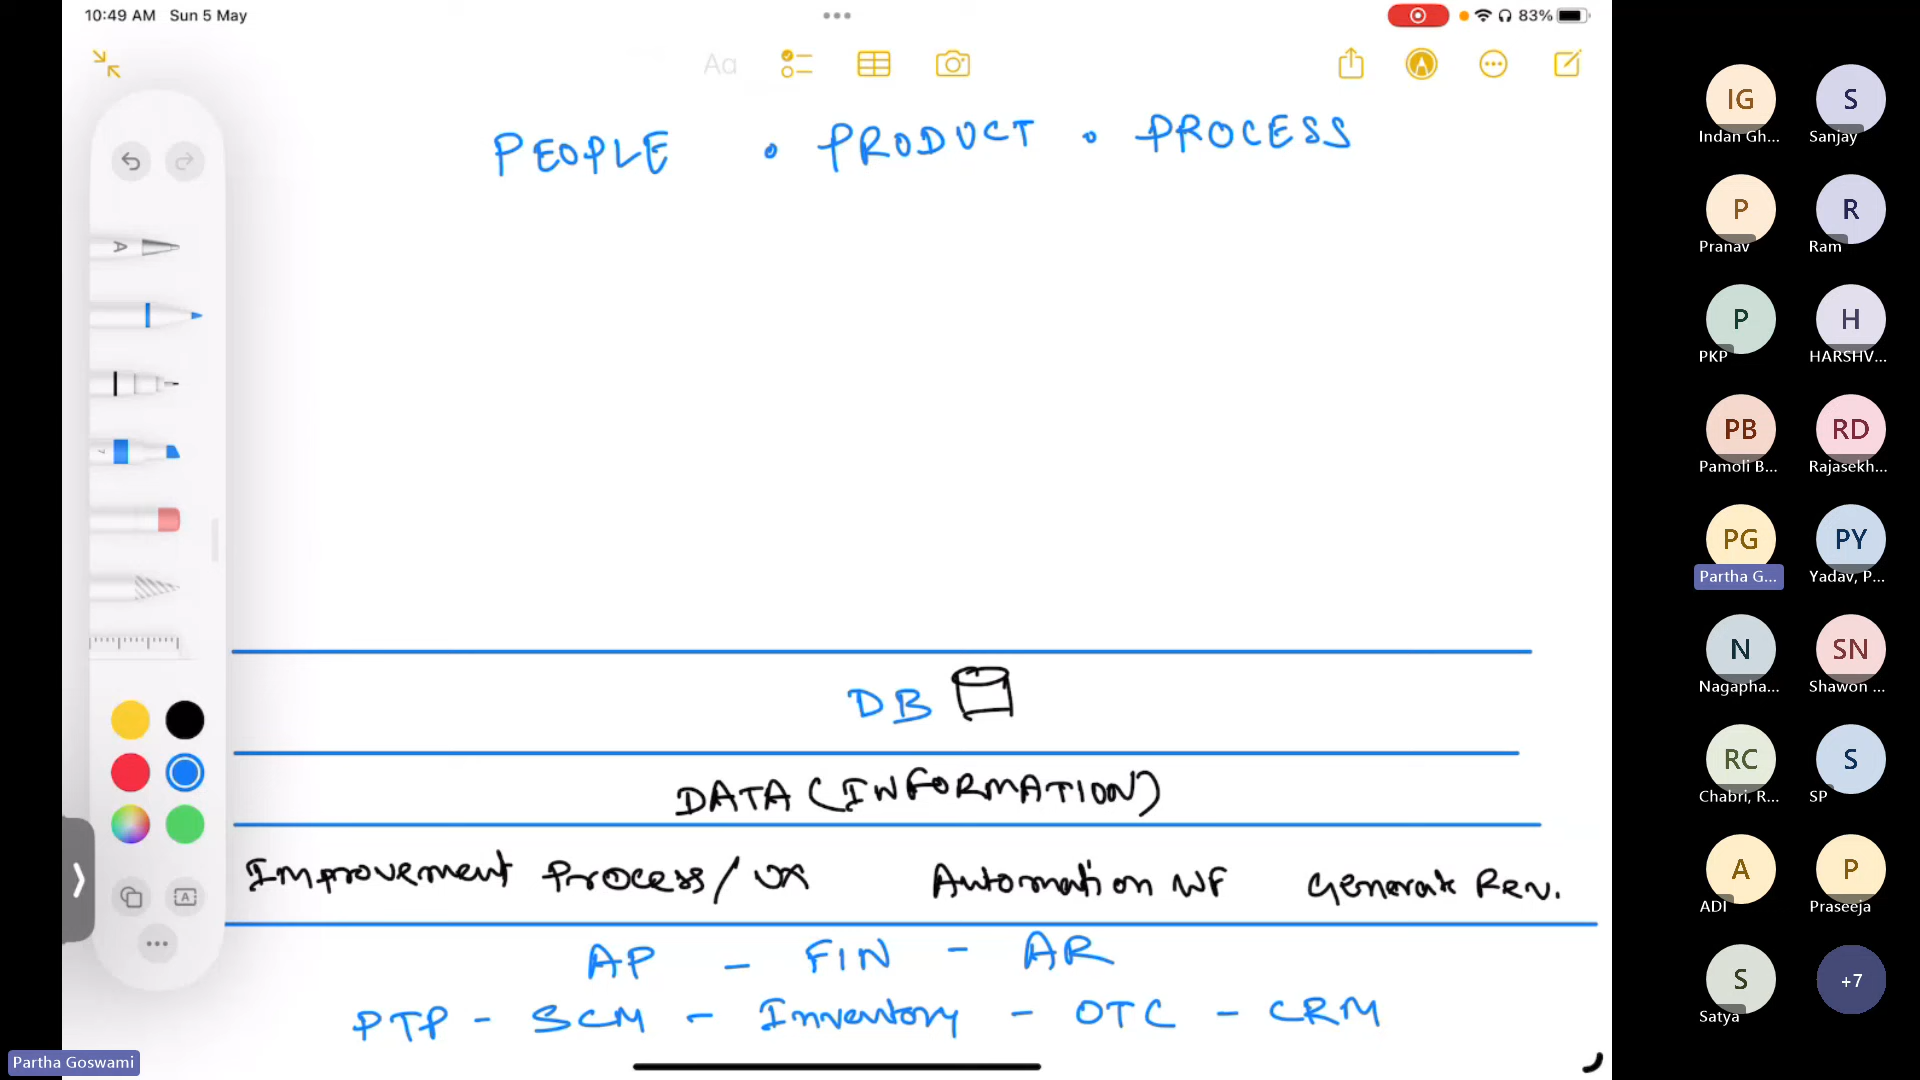 10:49 AM Sun 5 May
83%
Aa
PEOPLE • PRODUCT • PROCESS
DB
DATA (INFORMATION)
Improvement Process/UX Automation WF Generate Rev.
AP - FIN - AR
PTP - SCM - Inventory - OTC - CRM
Partha Goswami
IG S
Indan Gh... Sanjay
P R
Pranav Ram
P H
PKP HARSHV...
PB RD
Pamoli B... Rajasekh...
PG PY
Partha G... Yadav, P...
N SN
Nagapha... Shawon ...
RC S
Chabri, R... SP
A P
ADI Praseeja
S +7
Satya